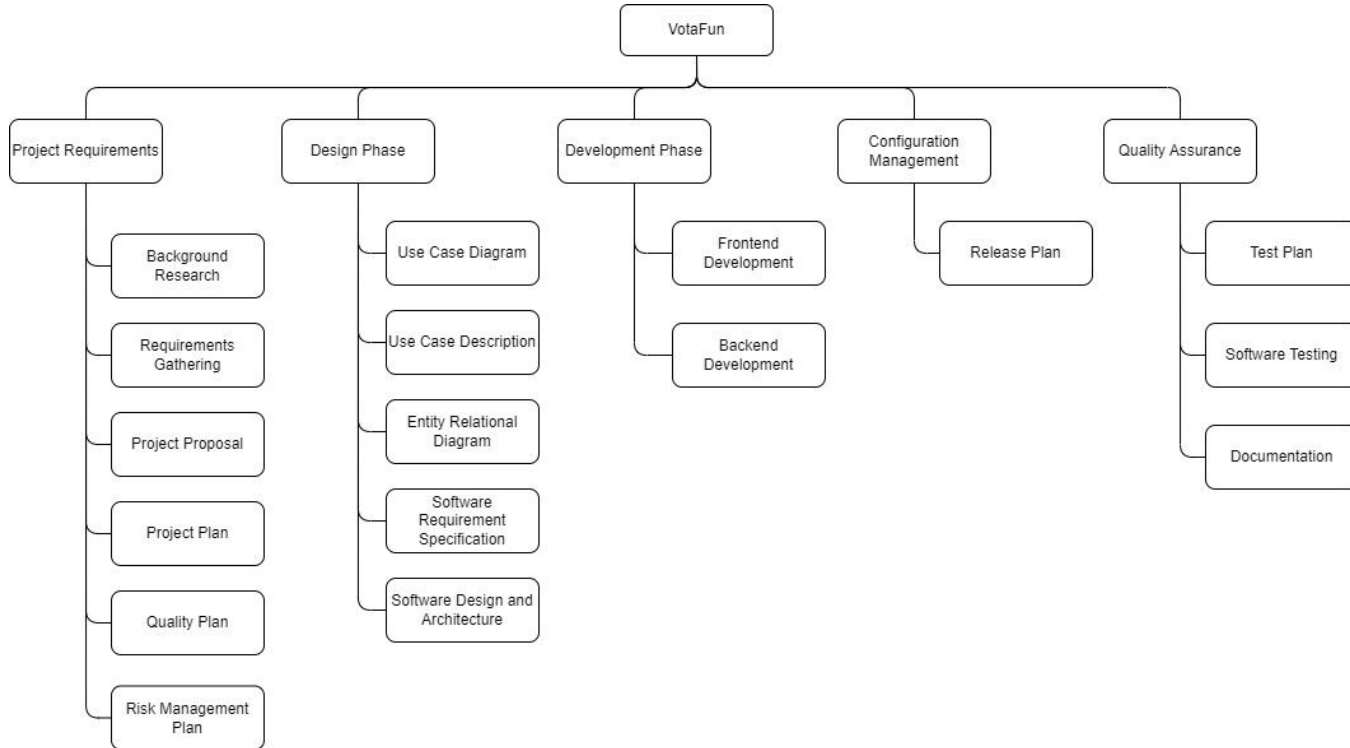 VotaFun
Project Requirements
Design Phase
Development Phase
Configuration
Management
Quality Assurance
Background
Research
Requirements
Gathering
Project Proposal
Project Plan
Quality Plan
Risk Management
Plan
Use Case Diagram
Use Case Description
Entity Relational
Diagram
Software
Requirement
Specification
Software Design and
Architecture
Frontend
Development
Backend
Development
Release Plan
Test Plan
Software Testing
Documentation